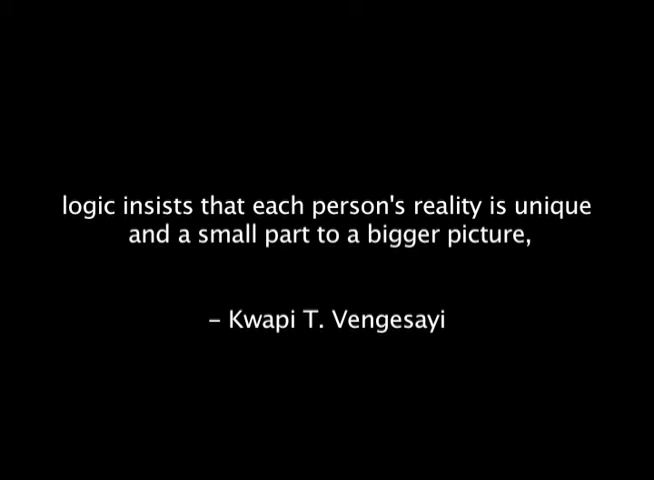 logic insists that each person's reality is unique
and a small part to a bigger picture,
– Kwapi T. Vengesayi